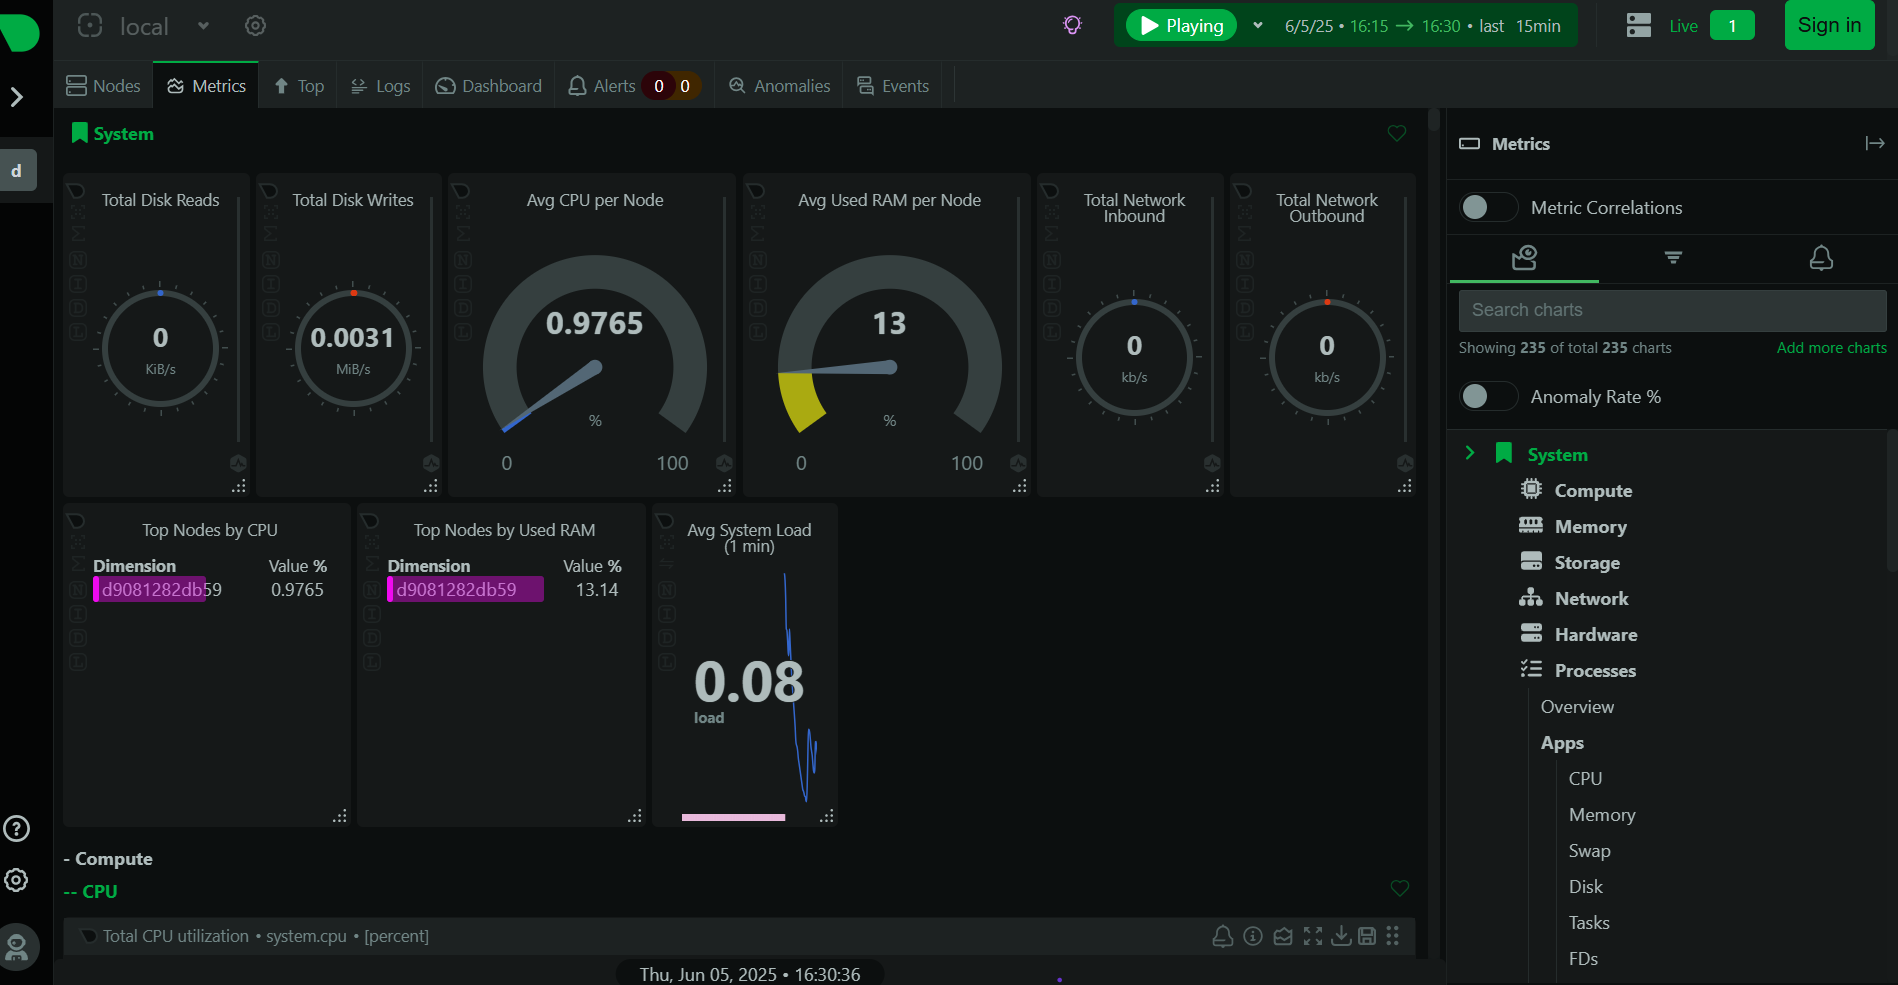 local
Playing
6/5/25 • 16:15 → 16:30 • last 15min
Live
1
Sign in
Nodes
Metrics
Top
Logs
Dashboard
Alerts
0
0
Anomalies
Events
d
System
Total Disk Reads
0
KiB/s
N
I
D
L
Total Disk Writes
0.0031
MiB/s
N
I
D
L
Avg CPU per Node
0.9765
%
0
100
N
I
D
L
Avg Used RAM per Node
13
%
0
100
N
I
D
L
Total Network
Inbound
0
kb/s
N
I
D
L
Total Network
Outbound
0
kb/s
N
I
D
L
Top Nodes by CPU
Dimension Value %
d9081282db59 0.9765
N
I
D
L
Top Nodes by Used RAM
Dimension Value %
d9081282db59 13.14
N
I
D
L
Avg System Load
(1 min)
0.08
load
N
I
D
L
- Compute
-- CPU
Total CPU utilization • system.cpu • [percent]
Thu, Jun 05, 2025 • 16:30:36
Metrics
Metric Correlations
Search charts
Showing 235 of total 235 charts
Add more charts
Anomaly Rate %
System
Compute
Memory
Storage
Network
Hardware
Processes
Overview
Apps
CPU
Memory
Swap
Disk
Tasks
FDs